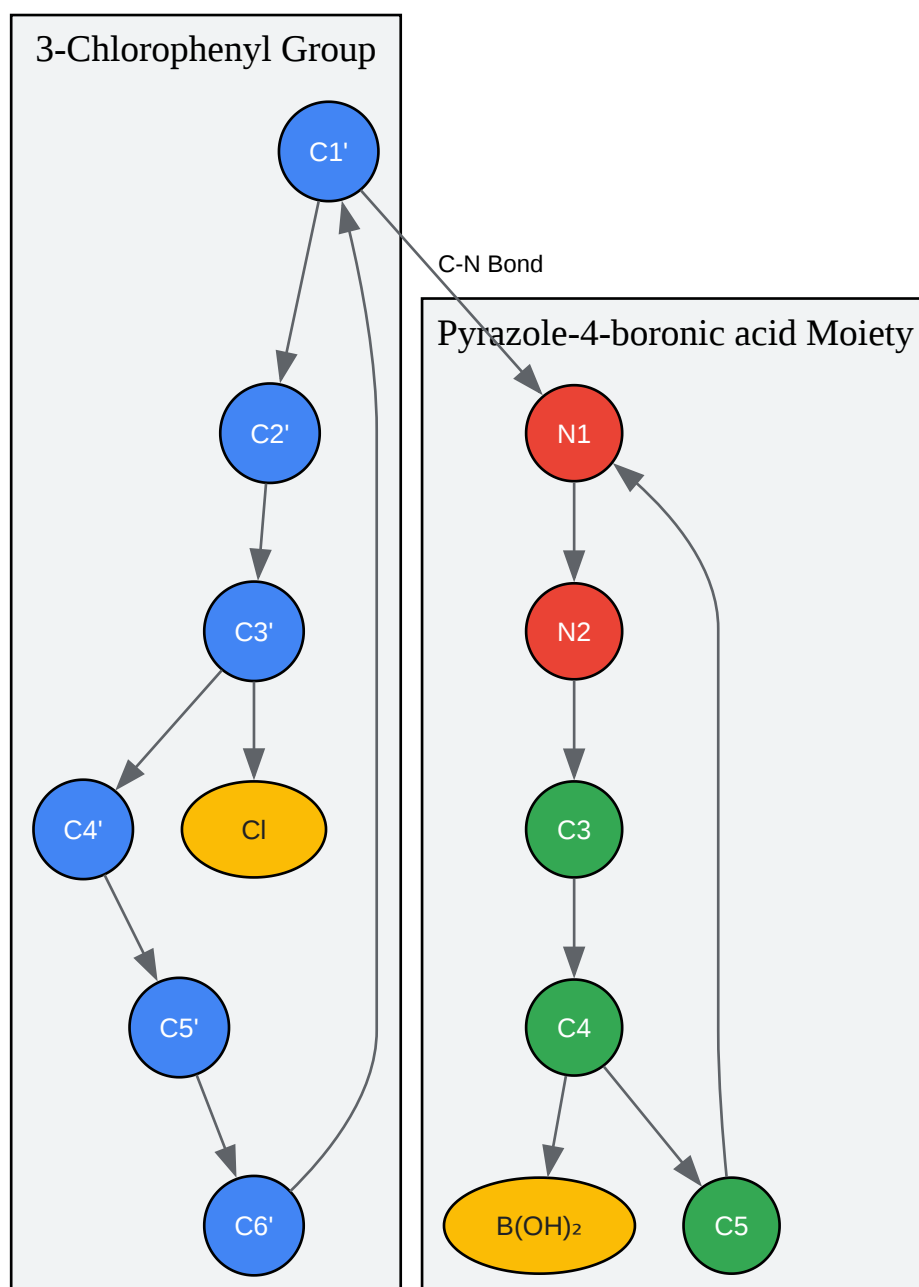 3-Chlorophenyl Group
C1'
C-N Bond
Pyrazole-4-boronic acid Moiety
C2'
N1
C3'
N2
C4'
Cl
C3
C5'
C4
C6'
B(OH)₂
C5